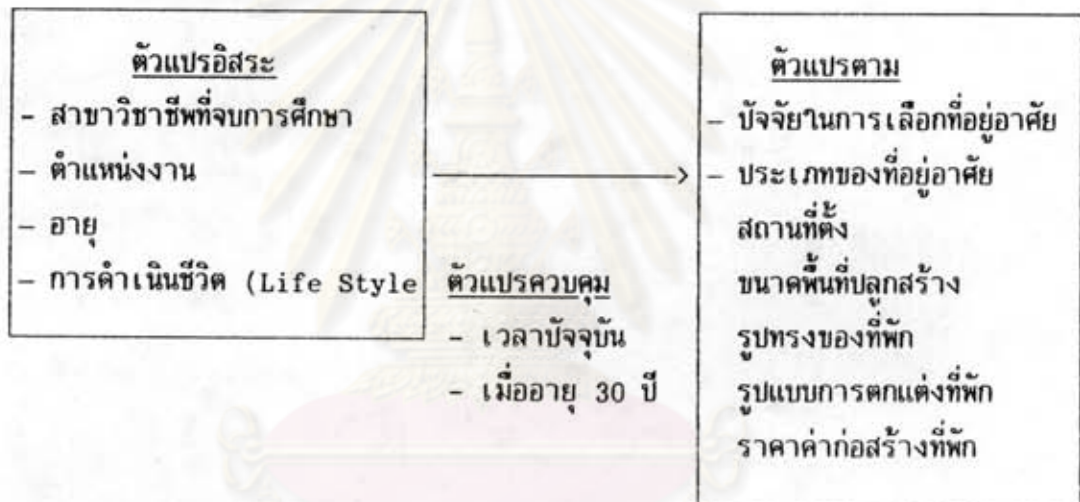 ตัวแปรอิสระ
- สาขาวิชาชีพที่จบการศึกษา
- ตำแหน่งงาน
- อายุ
- การดำเนินชีวิต (Life Style
ตัวแปรควบคุม
- เวลาปัจจุบัน
- เมื่ออายุ 30 ปี
ตัวแปรตาม
- ปัจจัยในการเลือกที่อยู่อาศัย
- ประเภทของที่อยู่อาศัย
สถานที่ตั้ง
ขนาดพื้นที่ปลูกสร้าง
รูปทรงของที่พัก
รูปแบบการตกแต่งที่พัก
ราคาค่าก่อสร้างที่พัก